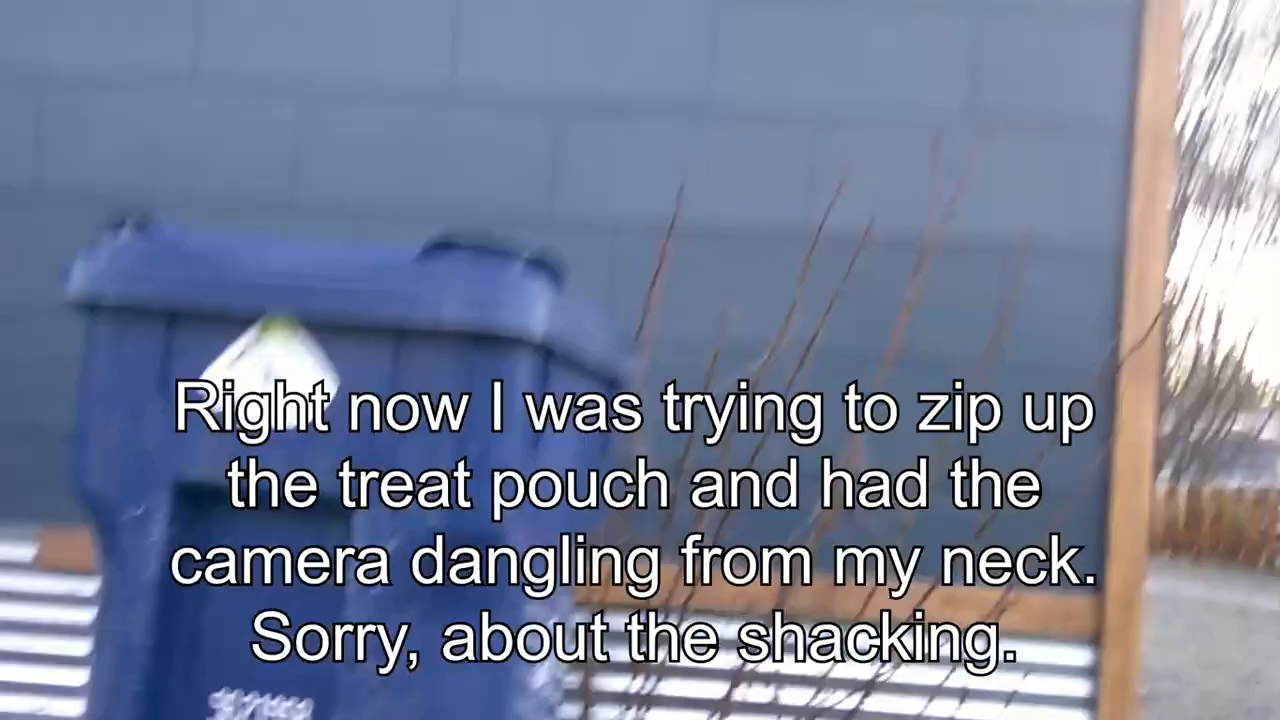 Right now I was trying to zip up
the treat pouch and had the
camera dangling from my neck.
Sorry, about the shacking.